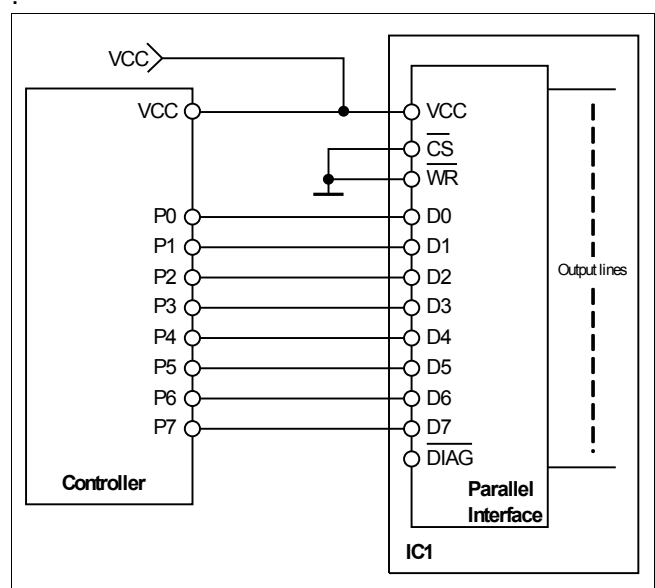 .
VCC
VCC
P0
P1
P2
P3
P4
P5
P6
P7
Controller
VCC
CS
WR
D0
D1
D2
D3
D4
D5
D6
D7
DIAG
Parallel
Interface
IC1
Output lines